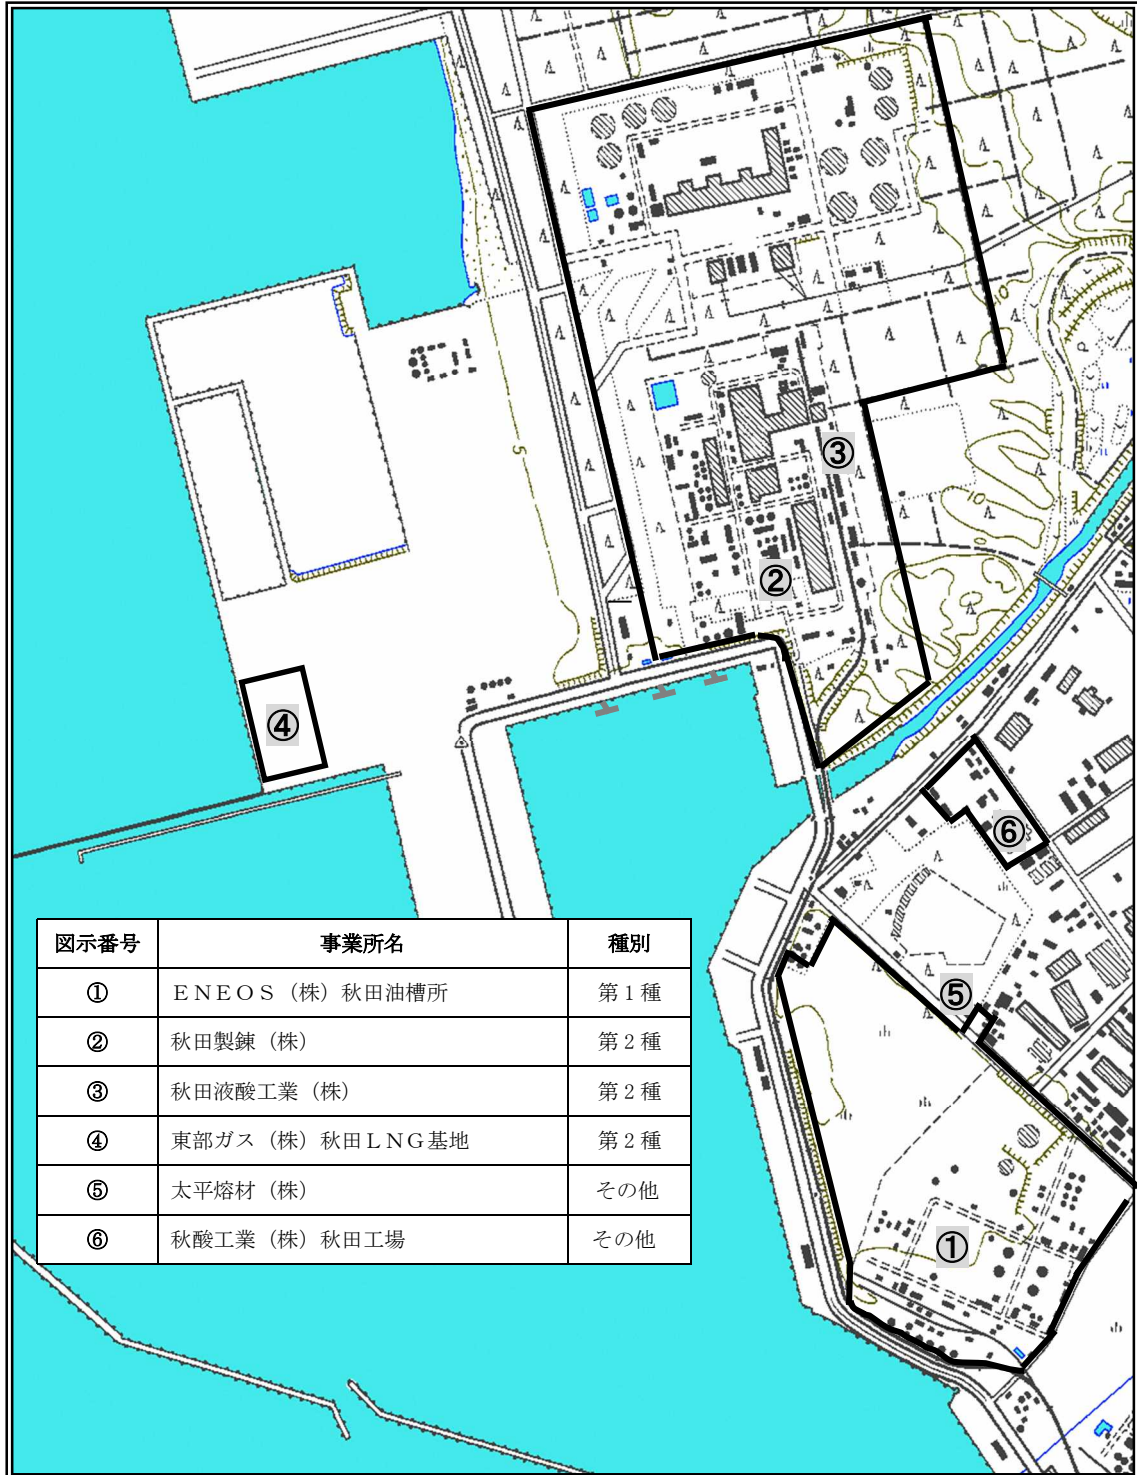 10
5
③
10
②
④
⑥
図示番号 事業所名 種別
① ENEOS（株）秋田油槽所 第1種
② 秋田製錬（株） 第2種
③ 秋田液酸工業（株） 第2種
④ 東部ガス（株）秋田LNG基地 第2種
⑤ 太平熔材（株） その他
⑥ 秋酸工業（株）秋田工場 その他
⑤
①